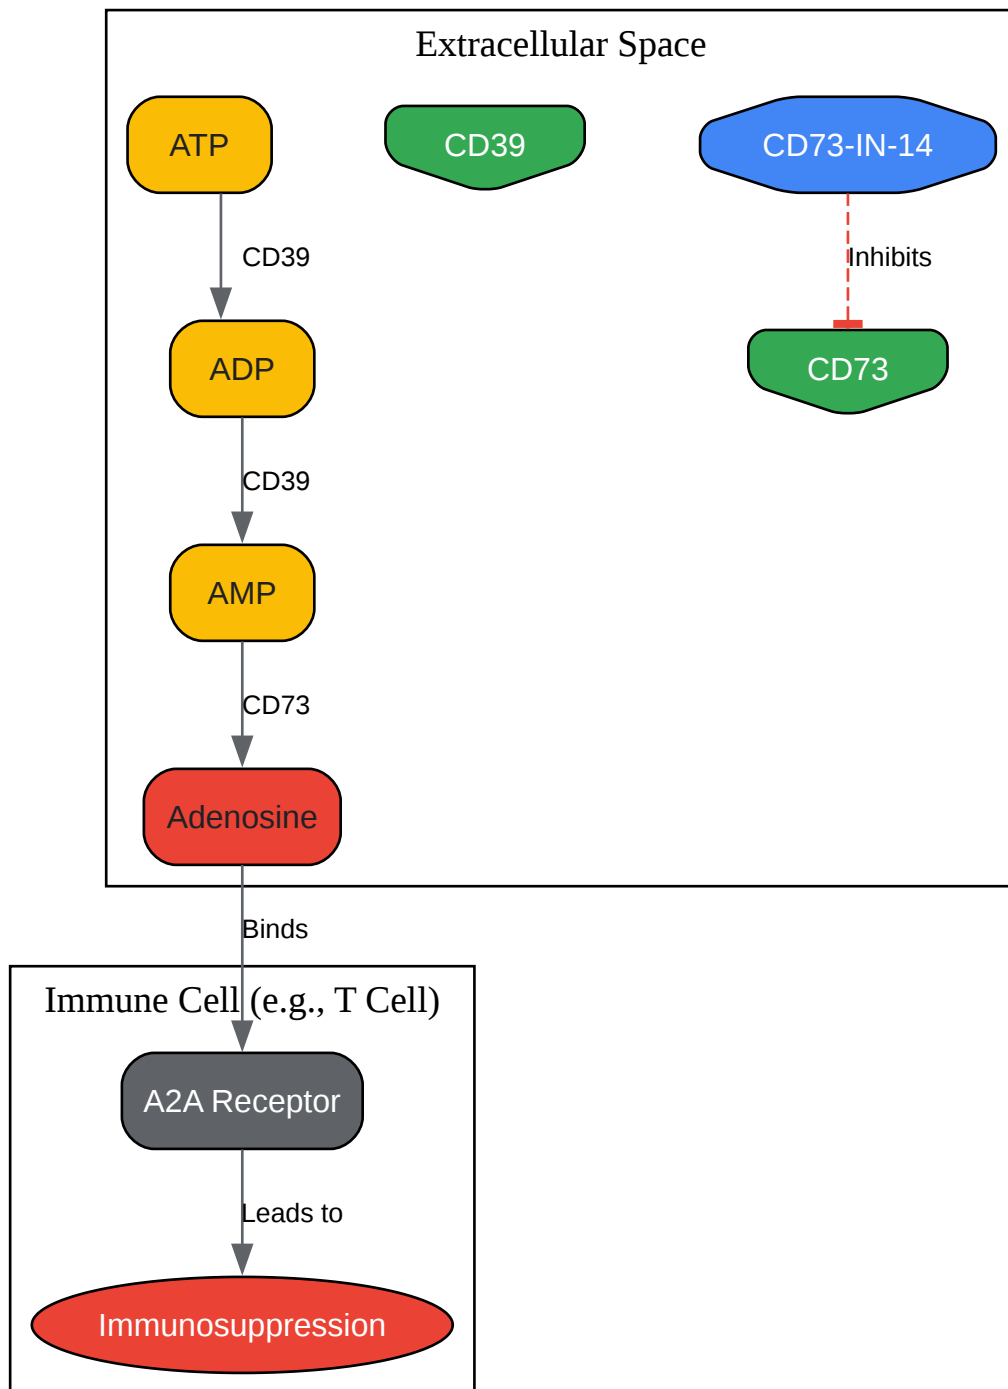 Extracellular Space
ATP
CD39
CD73-IN-14
CD39
Inhibits
ADP
CD73
CD39
AMP
CD73
Adenosine
Binds
Immune Cell (e.g., T Cell)
A2A Receptor
Leads to
Immunosuppression